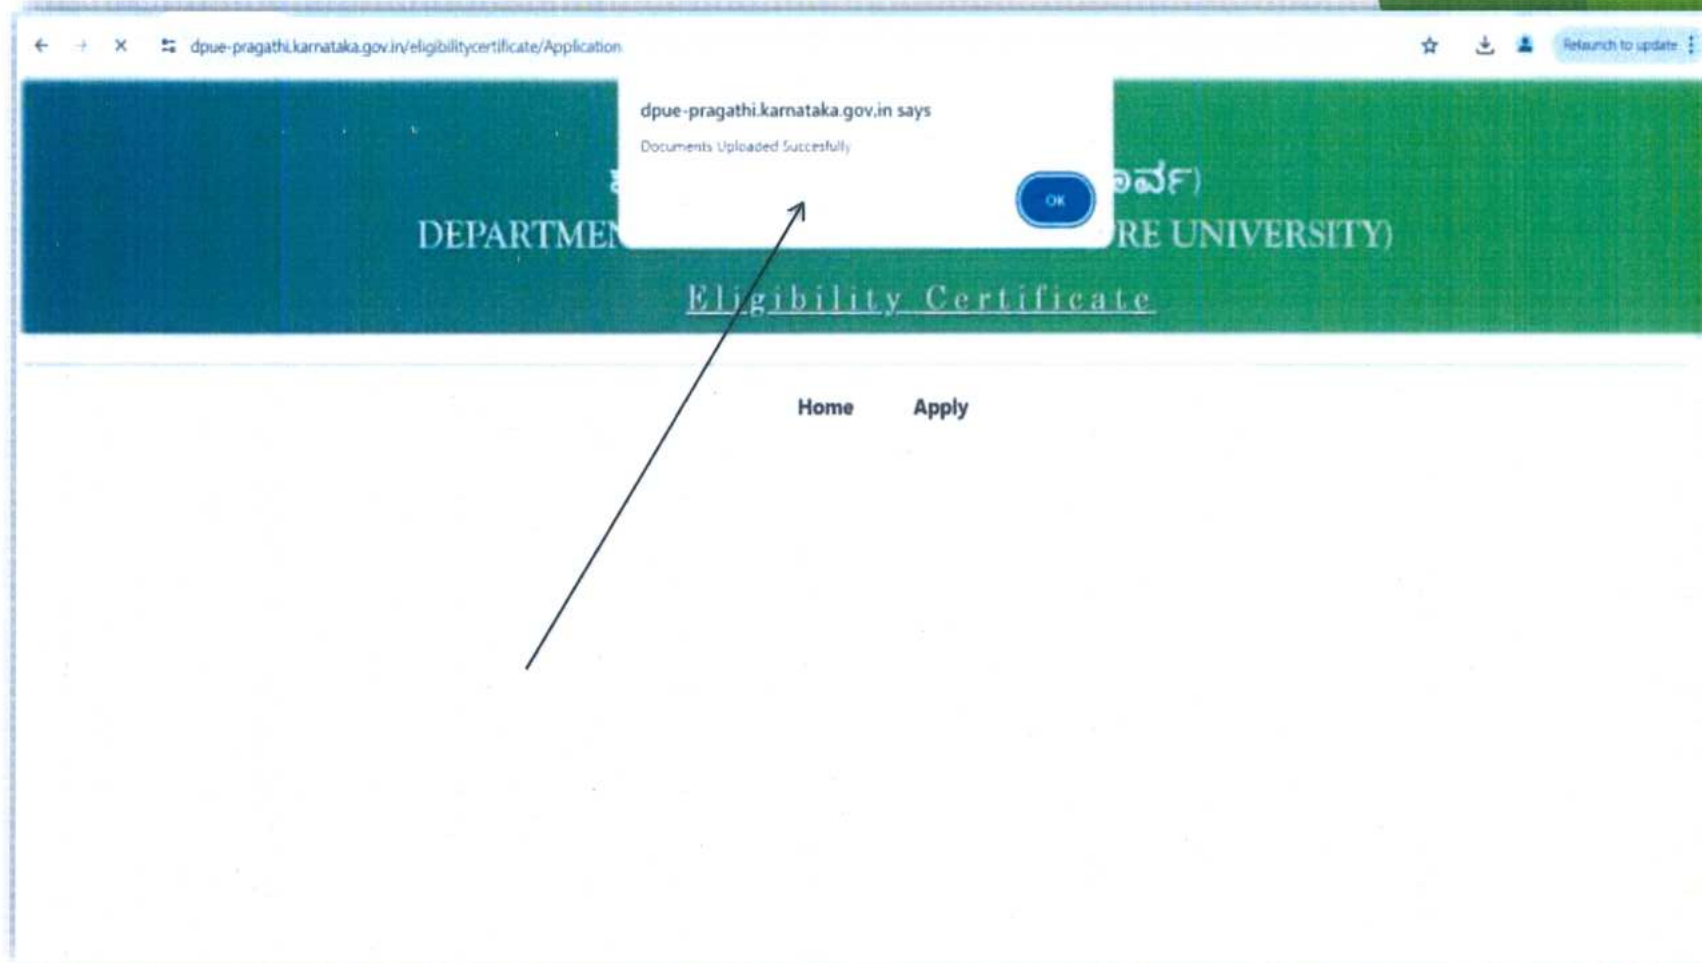 dpue-pragathi.karnataka.gov.in/eligibilitycertificate/Application
Relaunch to update
dpue-pragathi.karnataka.gov.in says
Documents Uploaded Succesfully
OK
DEPARTMEN RE UNIVERSITY)
Eligibility Certificate
Home Apply